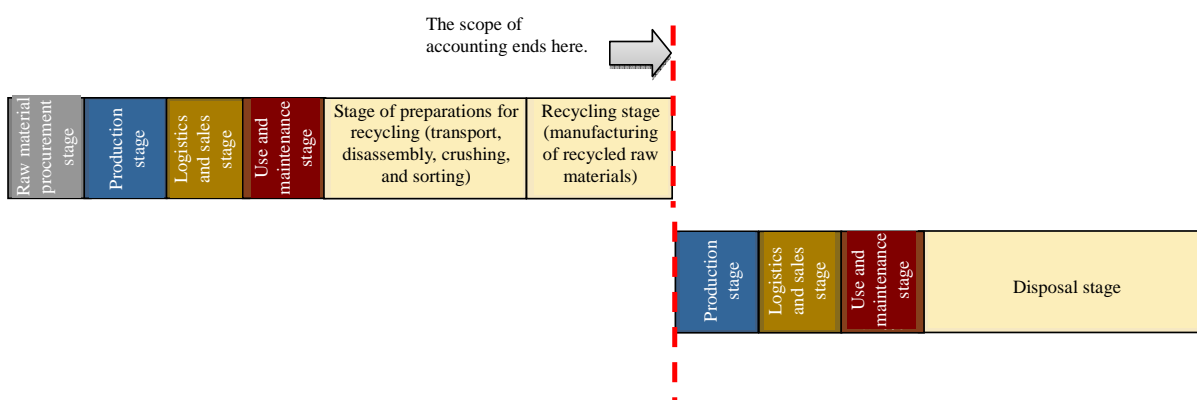 The scope of
accounting ends here.
Raw material
procurement
stage
Production
stage
Logistics
and sales
stage
Use and
maintenance
stage
Stage of preparations for
recycling (transport,
disassembly, crushing,
and sorting)
Recycling stage
(manufacturing
of recycled raw
materials)
Production
stage
Logistics
and sales
stage
Use and
maintenance
stage
Disposal stage